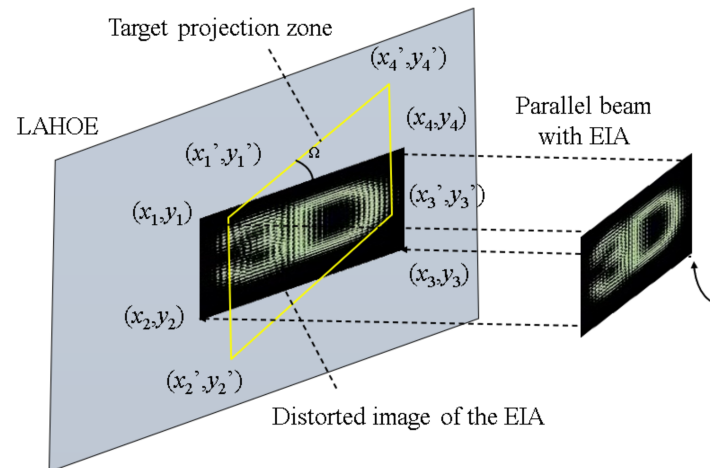 Target projection zone
(x4’,y4’)
LAHOE
Parallel beam
with EIA
(x4,y4)
(x1’,y1’)
Ω
(x1,y1)
(x3’,y3’)
(x3,y3)
(x2,y2)
(x2’,y2’)
Distorted image of the EIA
3D
3D